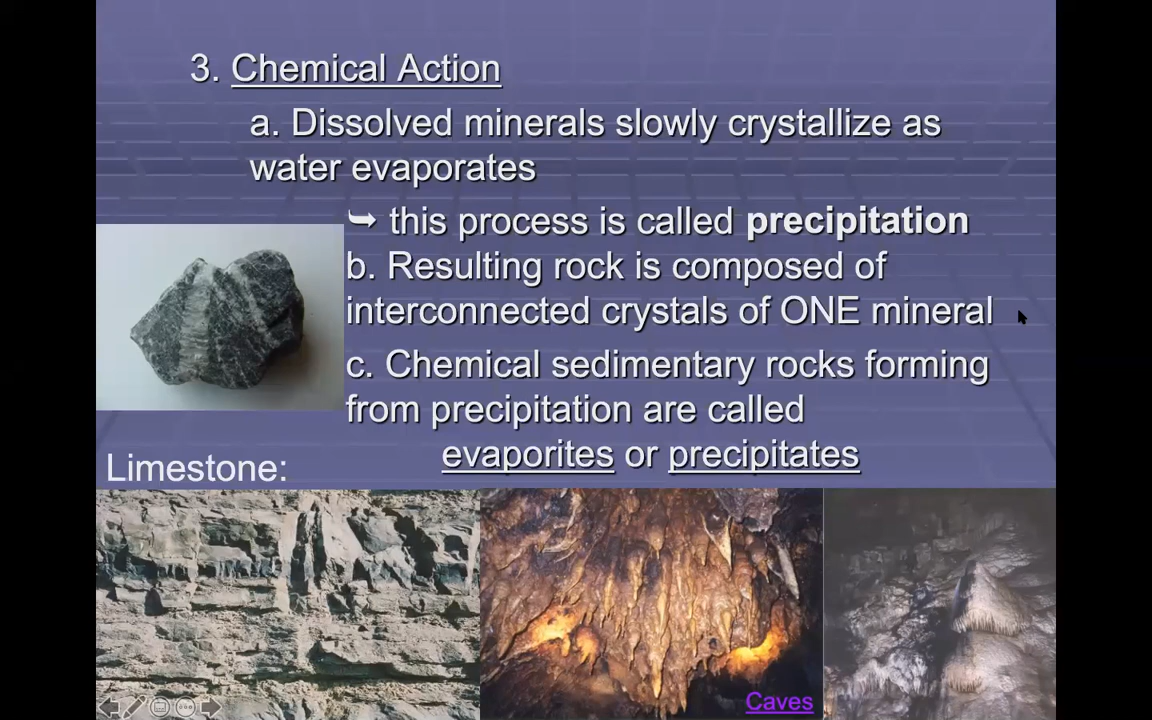 3. Chemical Action
a. Dissolved minerals slowly crystallize as
water evaporates
⮩ this process is called precipitation
b. Resulting rock is composed of
interconnected crystals of ONE mineral
c. Chemical sedimentary rocks forming
from precipitation are called
evaporites or precipitates
Limestone:
Caves